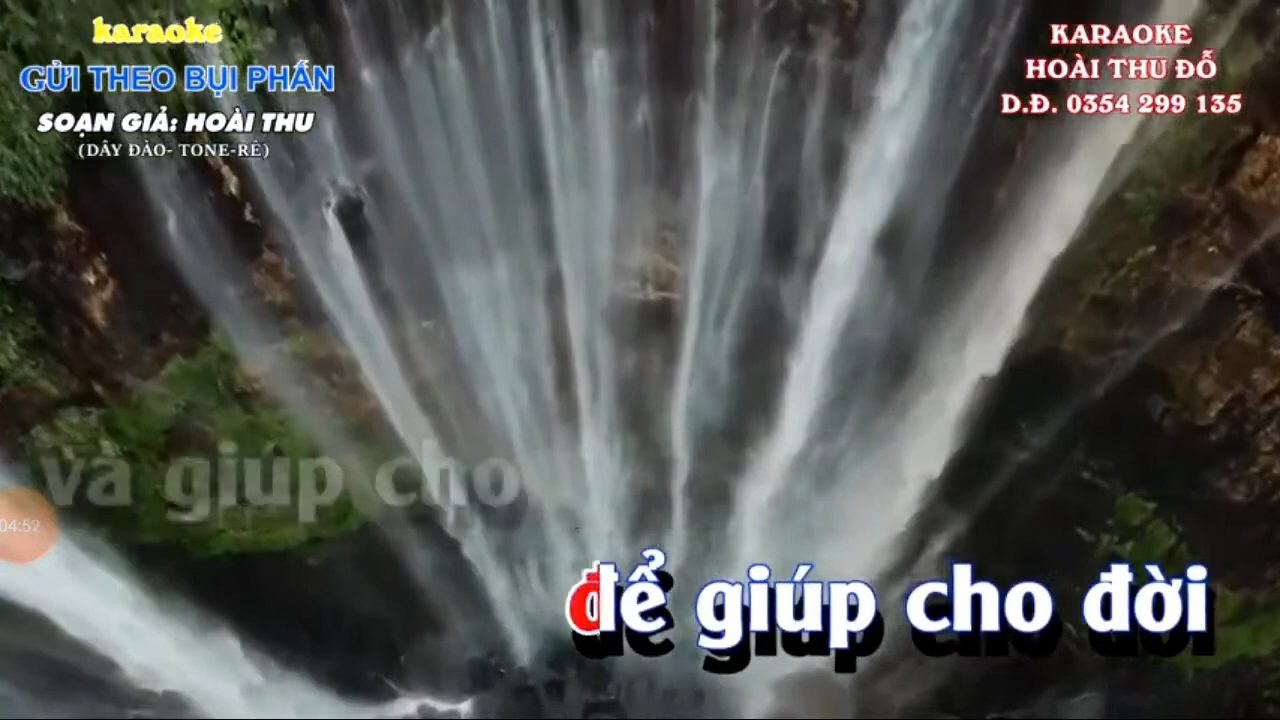 karaoke
GỬI THEO BỤI PHẤN
SOẠN GIẢ: HOÀI THU
(DÂY ĐÀO- TONE-RÊ)
KARAOKE
HOÀI THU ĐỖ
D.Đ. 0354 299 135
và giúp cho
04:52
để giúp cho đời